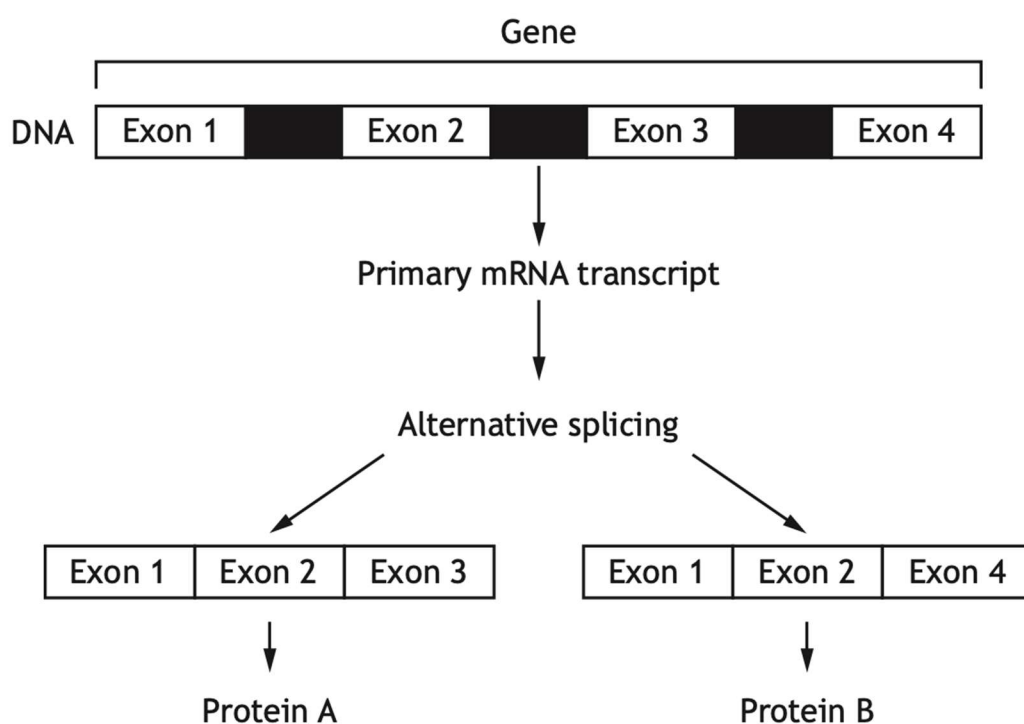 Gene
DNA Exon 1 Exon 2 Exon 3 Exon 4
Primary mRNA transcript
Alternative splicing
Exon 1 Exon 2 Exon 3 Exon 1 Exon 2 Exon 4
Protein A Protein B